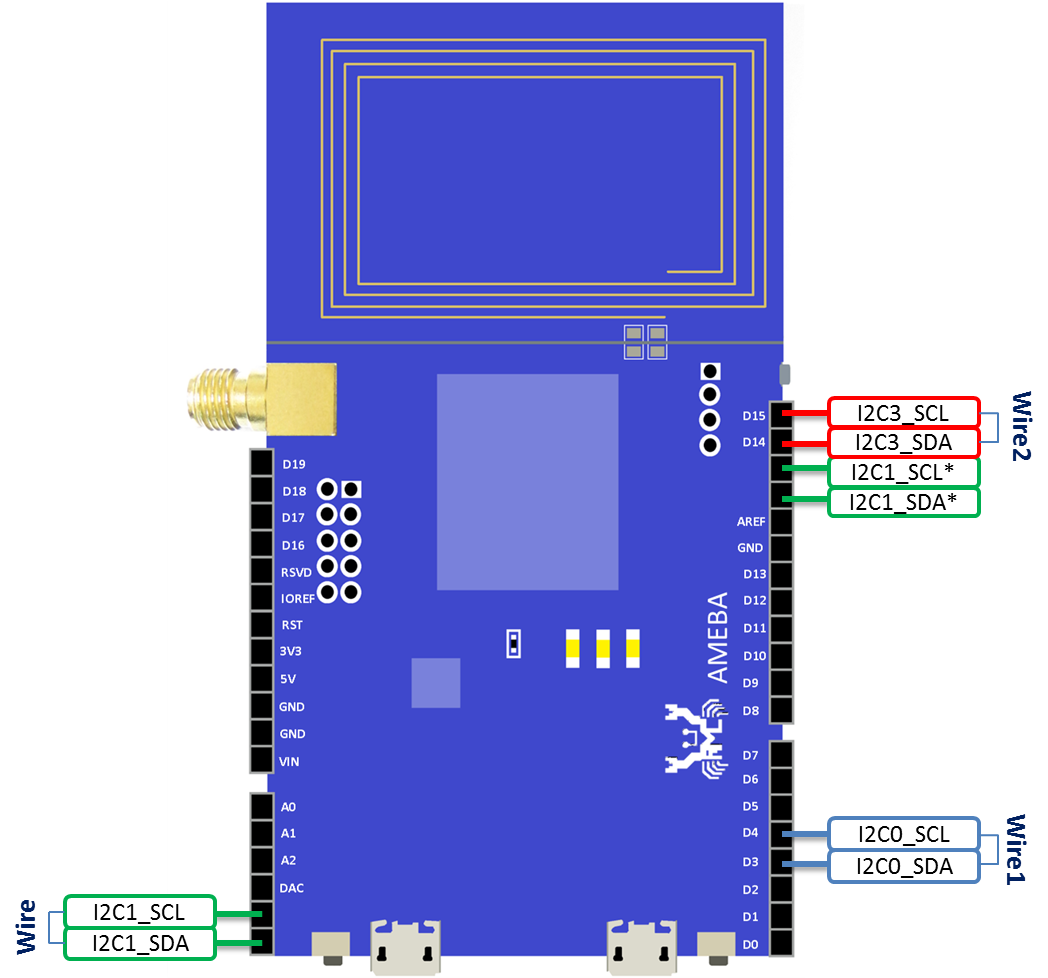 D15
D14
AREF
GND
D13
D12
D11
D10
D9
D8
D7
D6
D5
D4
D3
D2
D1
D0
D19
D18
D17
D16
RSVD
IOREF
RST
3V3
5V
GND
GND
VIN
A0
A1
A2
DAC
AMEBA
I2C3_SCL
I2C3_SDA
Wire2
I2C1_SCL*
I2C1_SDA*
I2C0_SCL
I2C0_SDA
Wire1
Wire
I2C1_SCL
I2C1_SDA